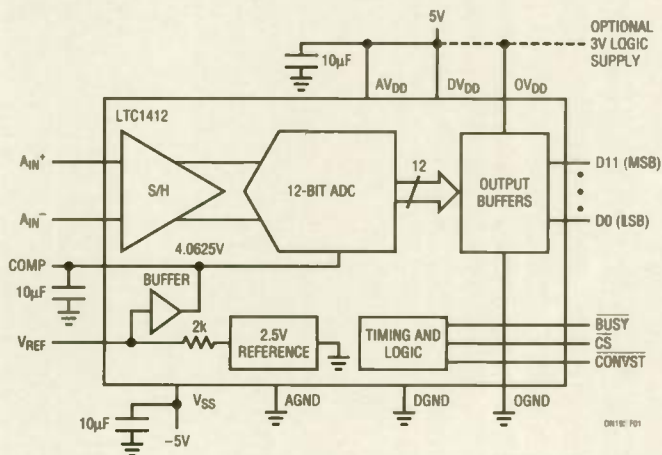 5V
OPTIONAL
3V LOGIC
SUPPLY
10µF
AVDD
DVDD
OVDD
LTC1412
AIN+
S/H
12-BIT ADC
12
OUTPUT
BUFFERS
D11 (MSB)
AIN−
D0 (LSB)
4.0625V
COMP
BUFFER
10µF
2k
VREF
2.5V
REFERENCE
TIMING AND
LOGIC
BUSY
CS
CONVST
VSS
AGND
DGND
OGND
10µF
−5V
DN192 F01